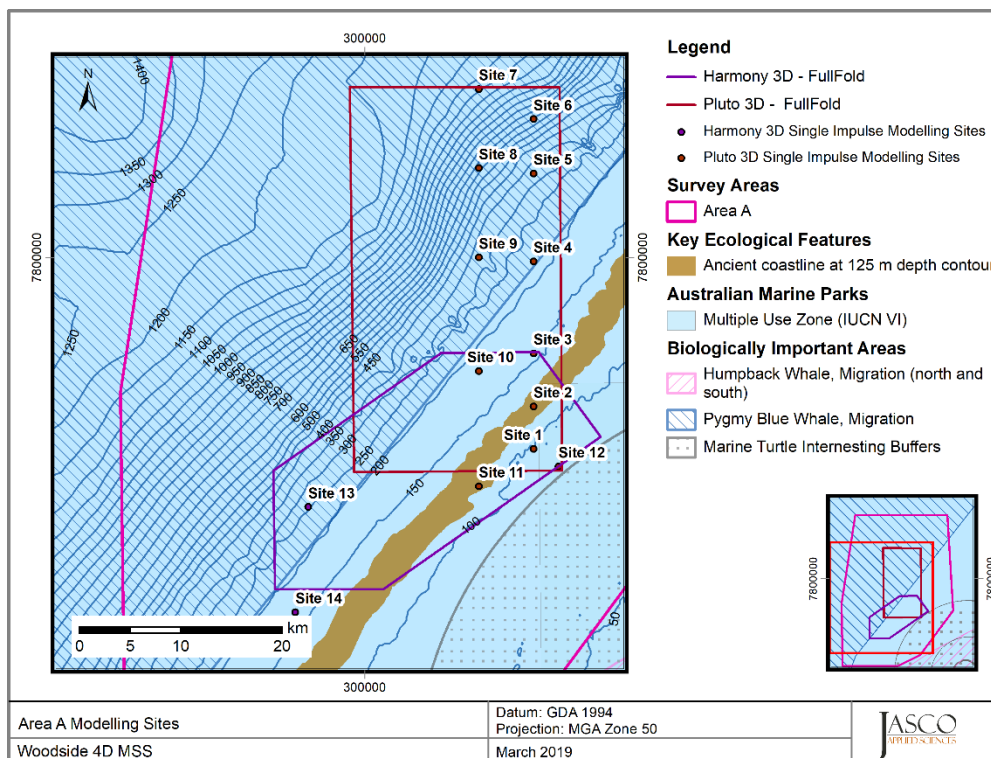 300000
N
1400
1350
1300
1250
1250
1200
1150
1100
1050
1000
700
600
500
400
350
300
250
200
150
100
50
650
550
450
Site 7
Site 6
Site 8
Site 5
Site 9
Site 4
Site 3
Site 10
Site 2
Site 1
Site 12
Site 11
Site 13
Site 14
7800000
7800000
km
0 5 10 20
300000
Legend
Harmony 3D - FullFold
Pluto 3D - FullFold
Harmony 3D Single Impulse Modelling Sites
Pluto 3D Single Impulse Modelling Sites
Survey Areas
Area A
Key Ecological Features
Ancient coastline at 125 m depth contour
Australian Marine Parks
Multiple Use Zone (IUCN VI)
Biologically Important Areas
Humpback Whale, Migration (north and
south)
Pygmy Blue Whale, Migration
Marine Turtle Internesting Buffers
7800000
7800000
Area A Modelling Sites
Woodside 4D MSS
Datum: GDA 1994
Projection: MGA Zone 50
March 2019
JASCO
APPLIED SCIENCES